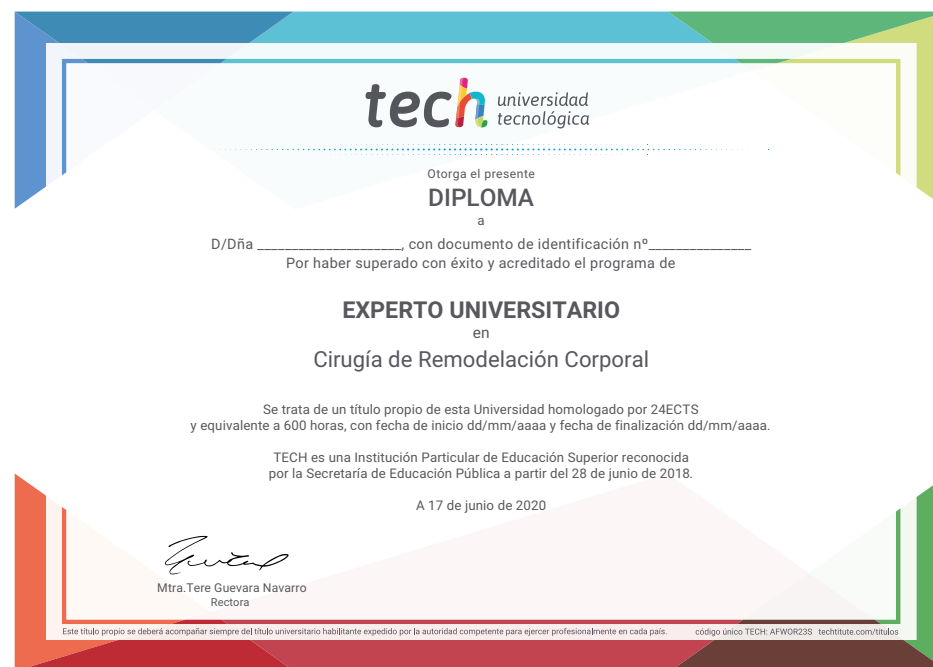 tech universidad
tecnológica
Otorga el presente
DIPLOMA
a
D/Dña _____________________, con documento de identificación nº_______________
Por haber superado con éxito y acreditado el programa de
EXPERTO UNIVERSITARIO
en
Cirugía de Remodelación Corporal
Se trata de un título propio de esta Universidad homologado por 24ECTS
y equivalente a 600 horas, con fecha de inicio dd/mm/aaaa y fecha de finalización dd/mm/aaaa.
TECH es una Institución Particular de Educación Superior reconocida
por la Secretaría de Educación Pública a partir del 28 de junio de 2018.
A 17 de junio de 2020
Mtra.Tere Guevara Navarro
Rectora
Este título propio se deberá acompañar siempre del título universitario habilitante expedido por la autoridad competente para ejercer profesionalmente en cada país. código único TECH: AFWOR23S techtitute.com/titulos